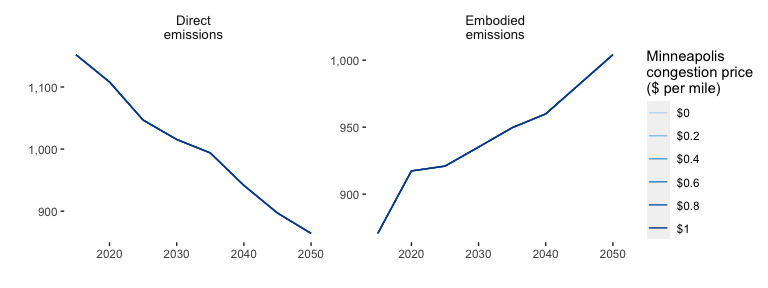 Direct
emissions
Embodied
emissions
1,100
1,000
900
2020 2030 2040 2050
1,000
950
900
2020 2030 2040 2050
Minneapolis
congestion price
($ per mile)
$0
$0.2
$0.4
$0.6
$0.8
$1